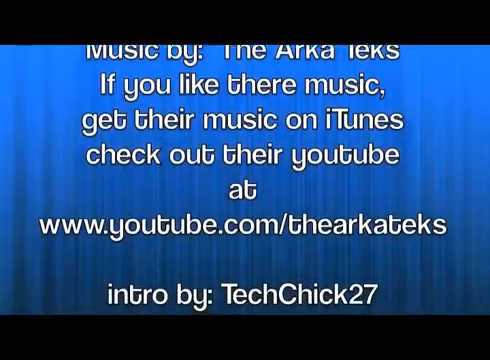 Music by: The Arka Teks
If you like there music,
get their music on iTunes
check out their youtube
at
www.youtube.com/thearkateks
intro by: TechChick27